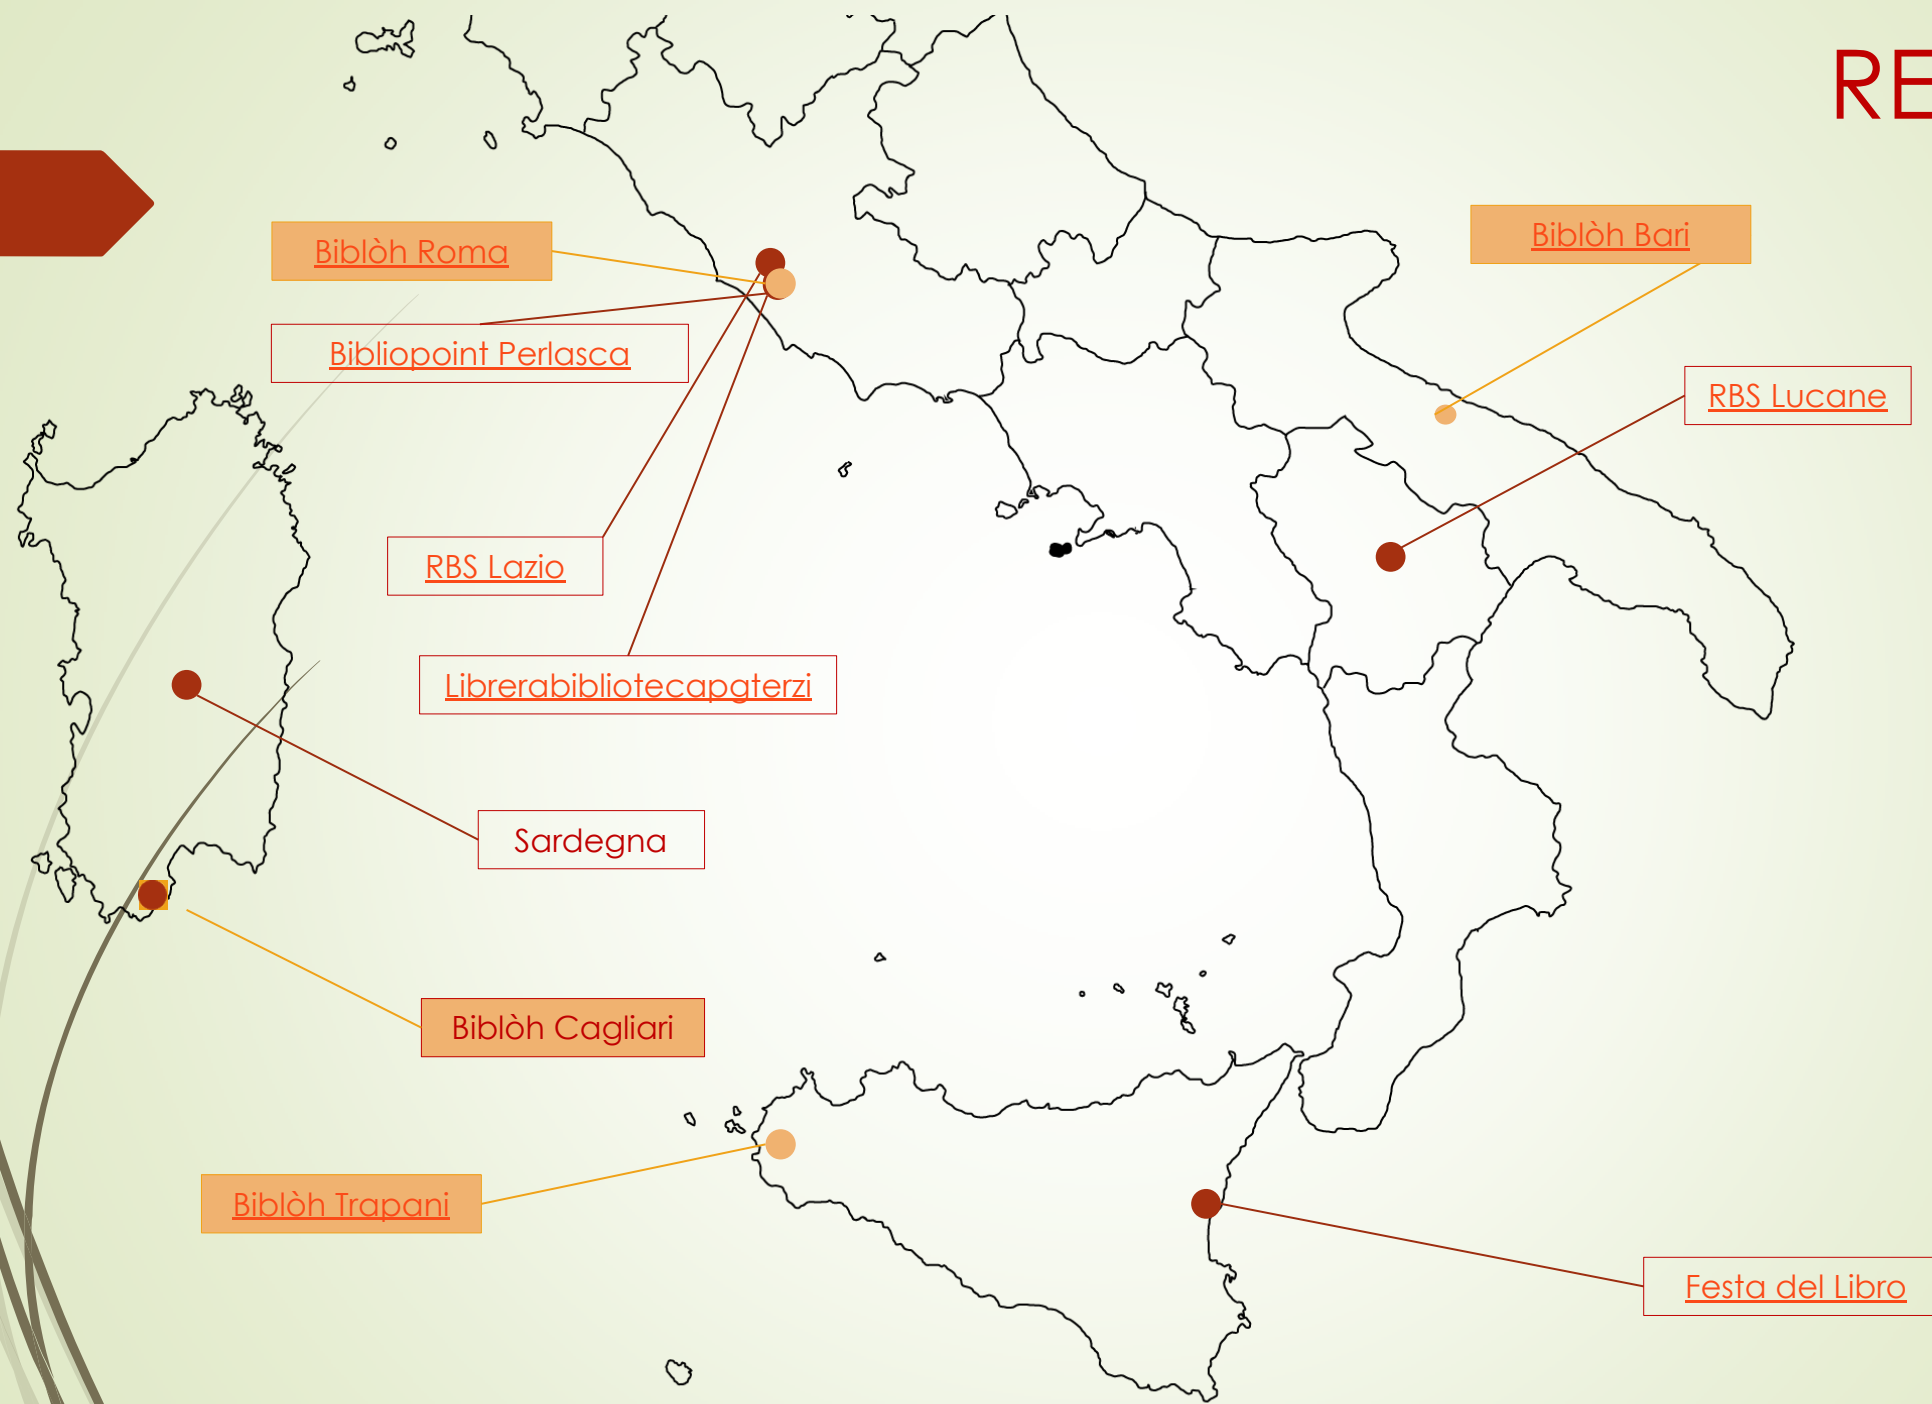 RE
Biblòh Roma
Biblòh Bari
Bibliopoint Perlasca
RBS Lucane
RBS Lazio
Librerabibliotecapgterzi
Sardegna
Biblòh Cagliari
Biblòh Trapani
Festa del Libro